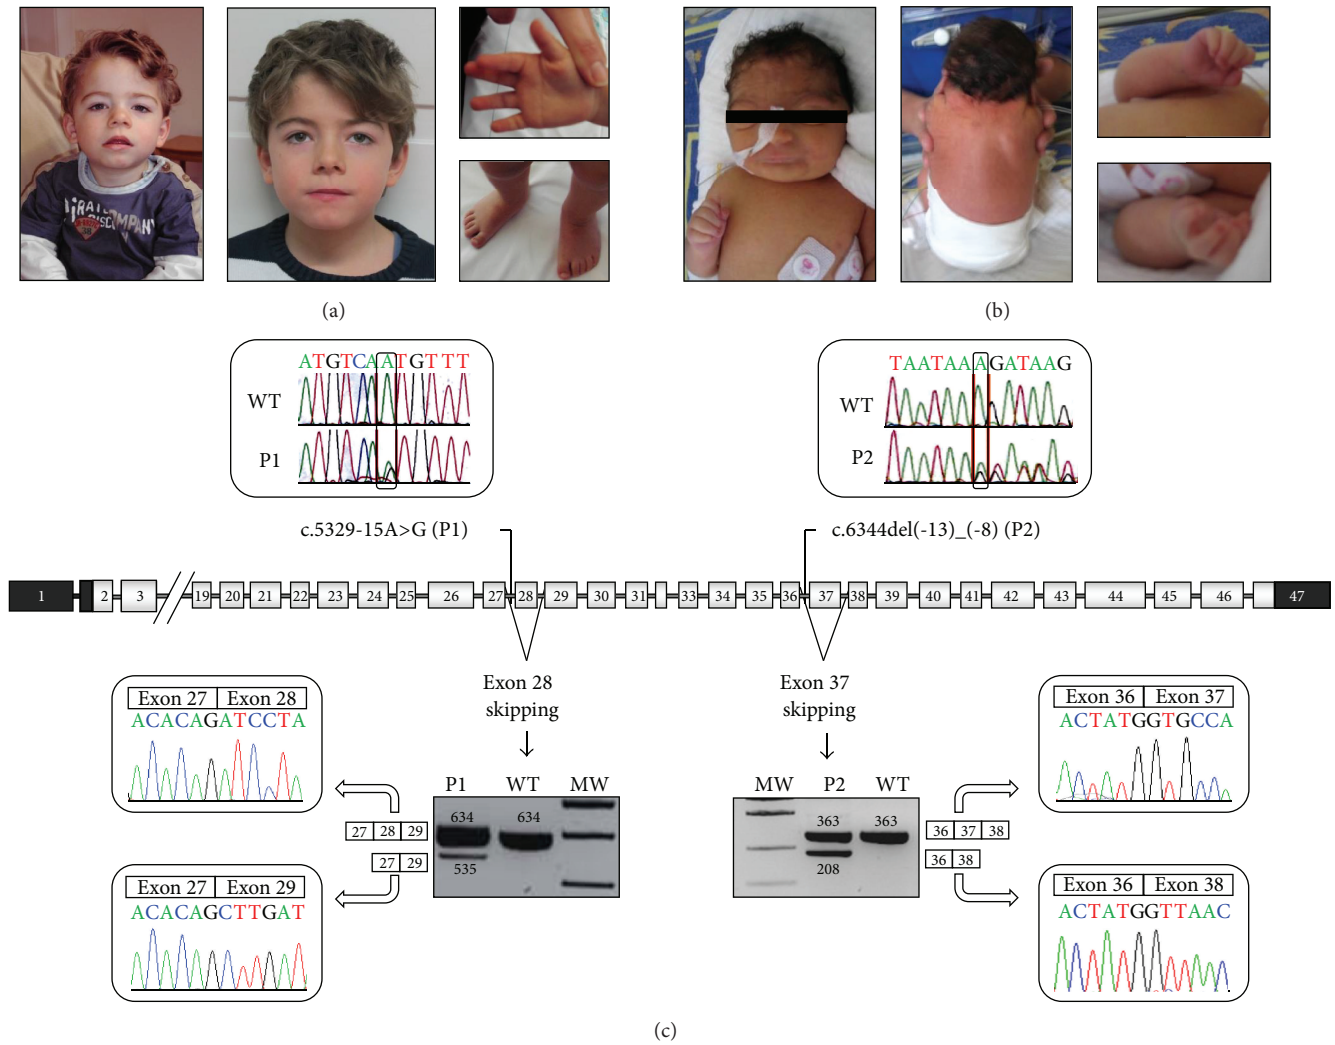 PiRAT COMPANY
DISCO
38
(a)
(b)
ATGTCAATGTTT
WT
P1
TAATAAAGATAAG
WT
P2
c.5329-15A>G (P1)
c.6344del(-13)_(-8) (P2)
1 2 3 19 20 21 22 23 24 25 26 27 28 29 30 31 33 34 35 36 37 38 39 40 41 42 43 44 45 46 47
Exon 28
skipping
Exon 37
skipping
Exon 27 Exon 28
ACACAGATCCTA
Exon 36 Exon 37
ACTATGGTGCCA
P1 WT MW
634 634
535
27 28 29
27 29
MW P2 WT
363 363
208
36 37 38
36 38
Exon 27 Exon 29
ACACAGCTTGAT
Exon 36 Exon 38
ACTATGGTTAAC
(c)